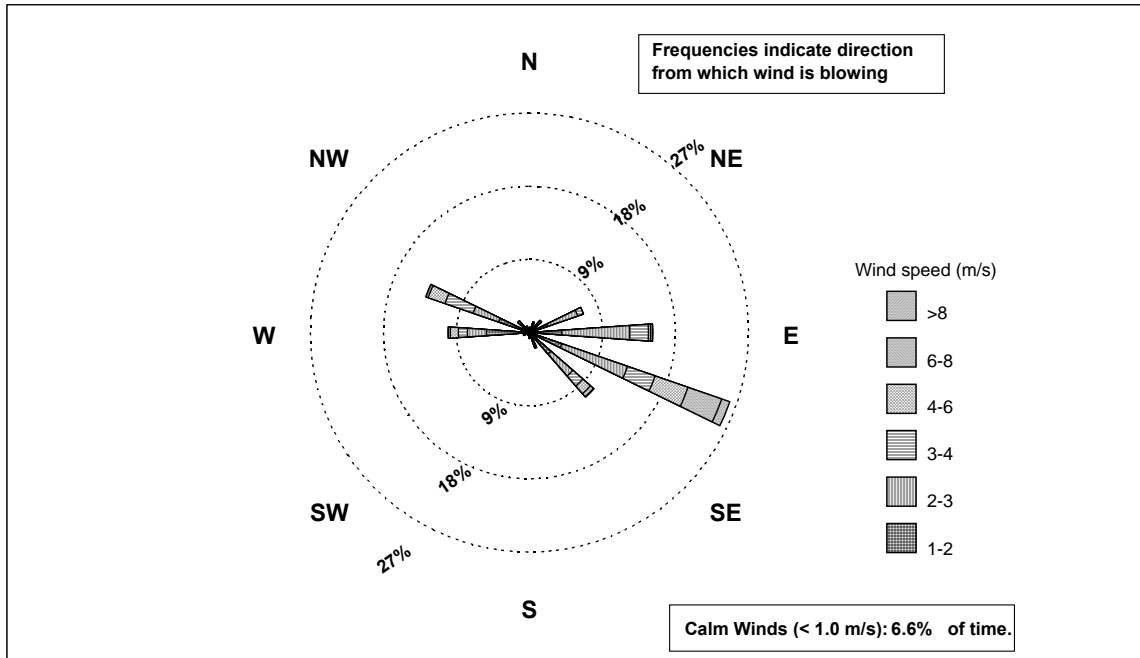 Frequencies indicate direction
from which wind is blowing
N
NW
NE
27%
18%
9%
W
E
9%
18%
27%
SW
SE
S
Wind speed (m/s)
>8
6-8
4-6
3-4
2-3
1-2
Calm Winds (< 1.0 m/s): 6.6% of time.